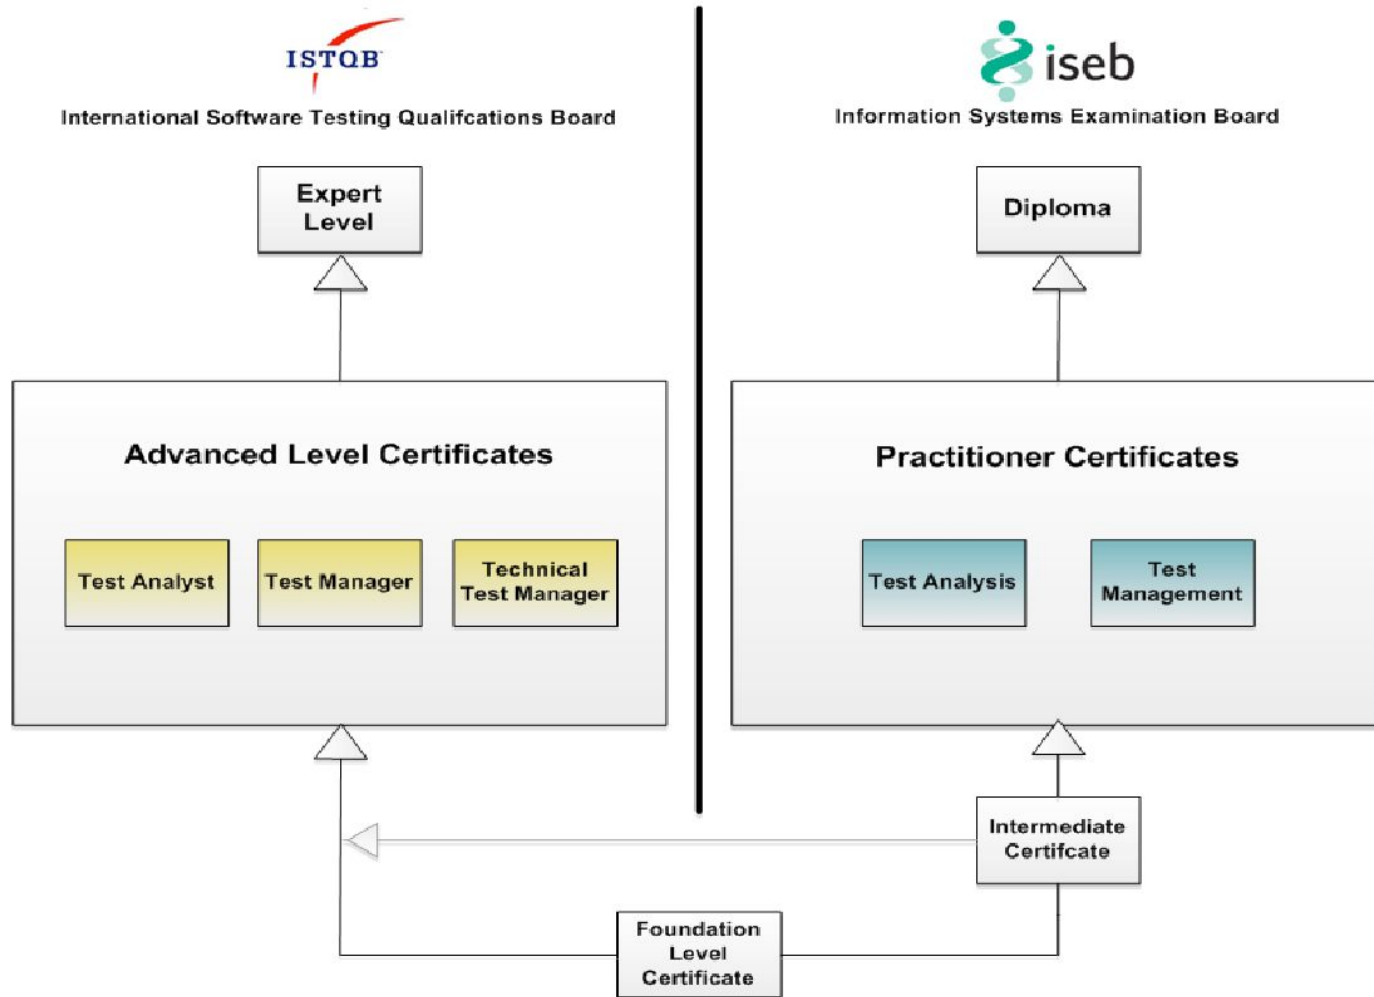 ISTQB
International Software Testing Qualifcations Board
Expert
Level
Advanced Level Certificates
Test Analyst
Test Manager
Technical
Test Manager
iseb
Information Systems Examination Board
Diploma
Practitioner Certificates
Test Analysis
Test
Management
Intermediate
Certifcate
Foundation
Level
Certificate